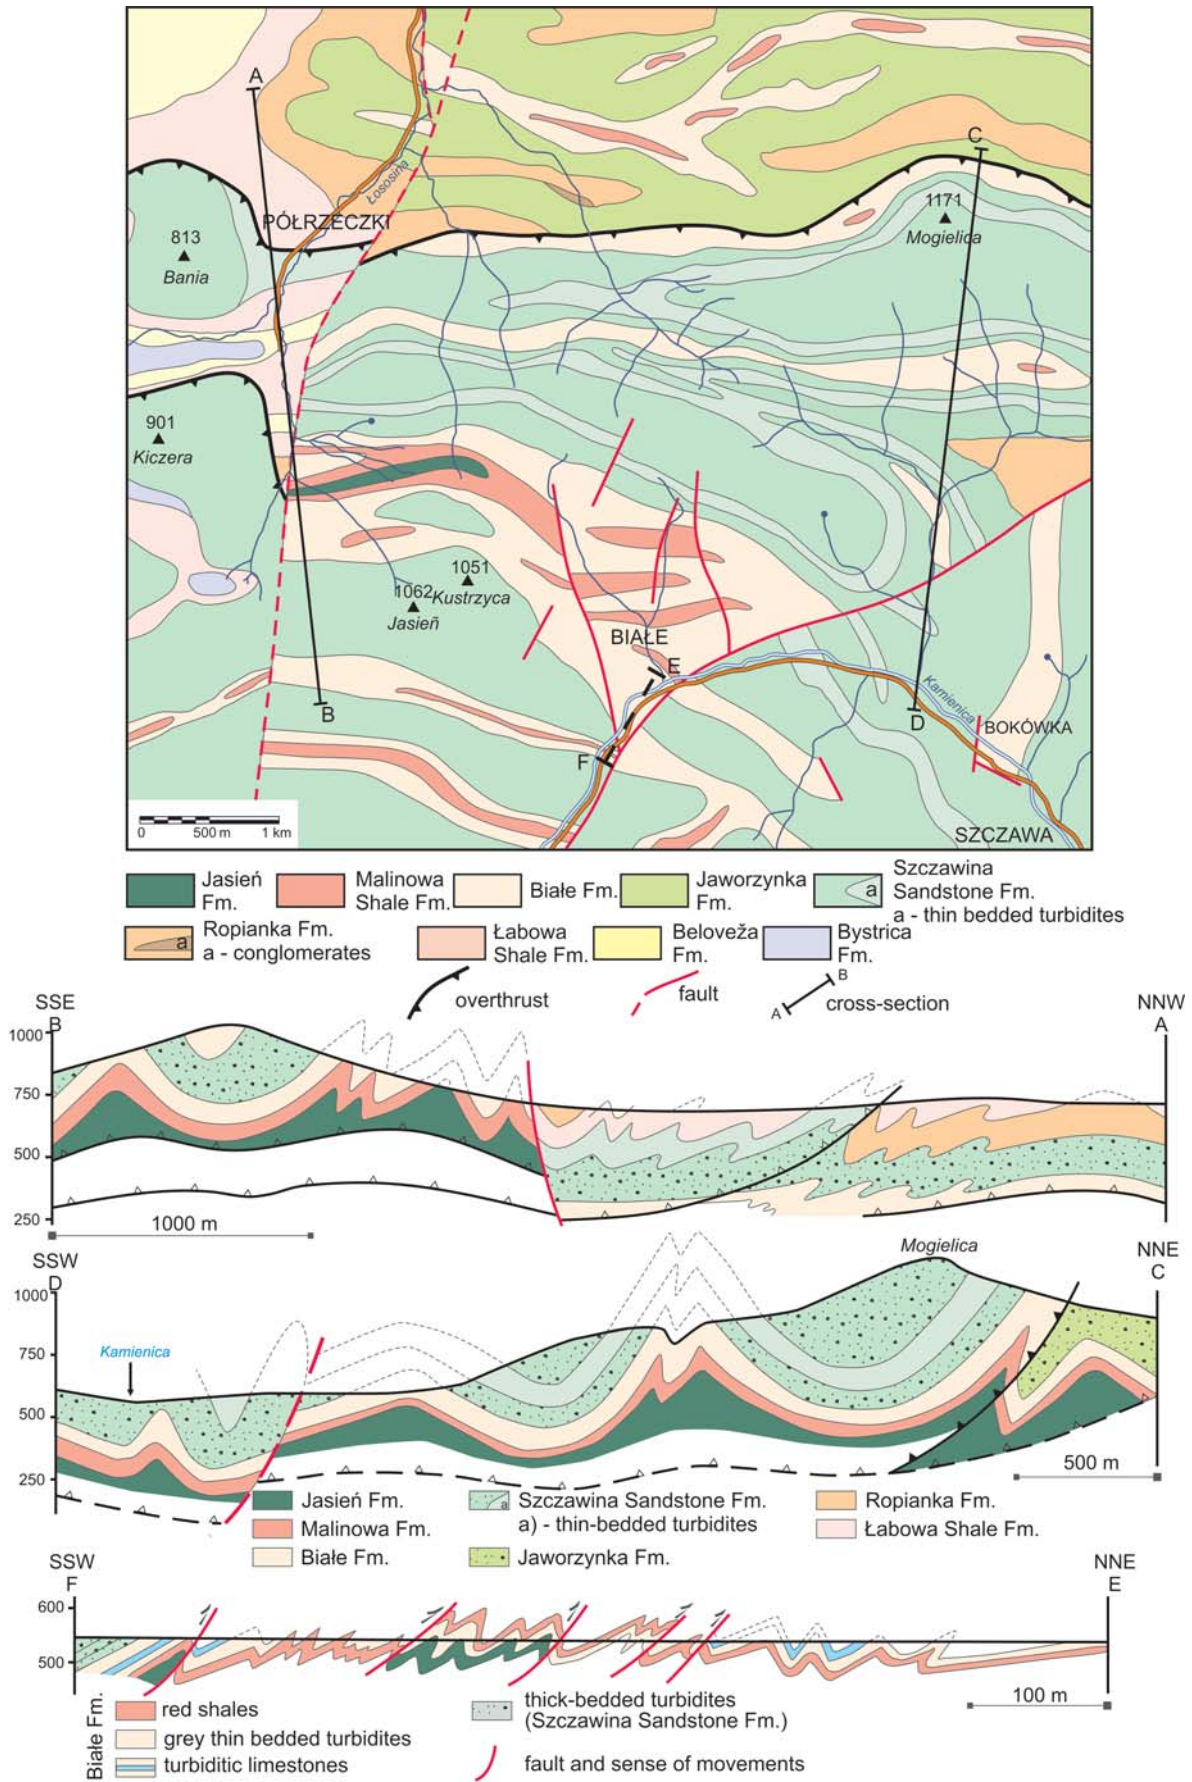 A
Łososina
C
PÓŁRZECZKI
1171
Mogielica
813
Bania
901
Kiczera
1051
Kustrzyca
1062
Jasień
BIAŁE
E
B
Kamienica
D
BOKÓWKA
F
SZCZAWA
0 500 m 1 km
Jasień Fm.
Malinowa Shale Fm.
Białe Fm.
Jaworzynka Fm.
a
Szczawina Sandstone Fm.
a - thin bedded turbidites
a
Ropianka Fm.
a - conglomerates
Łabowa Shale Fm.
Beloveža Fm.
Bystrica Fm.
overthrust
fault
A B
cross-section
SSE
B
NNW
A
1000
750
500
250
1000 m
SSW
D
Mogielica
NNE
C
1000
Kamienica
750
500
250
500 m
Jasień Fm.
a
Szczawina Sandstone Fm.
a) - thin-bedded turbidites
Ropianka Fm.
Malinowa Fm.
Łabowa Shale Fm.
Białe Fm.
Jaworzynka Fm.
SSW
F
NNE
E
600
500
100 m
Białe Fm.
red shales
grey thin bedded turbidites
turbiditic limestones
thick-bedded turbidites
(Szczawina Sandstone Fm.)
fault and sense of movements